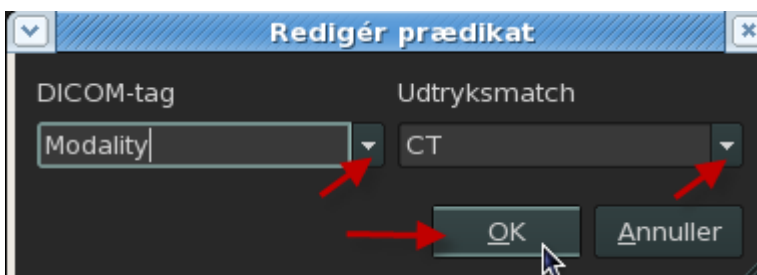 Redigér prædikat
DICOM-tag Udtryksmatch
Modality CT
OK Annuller